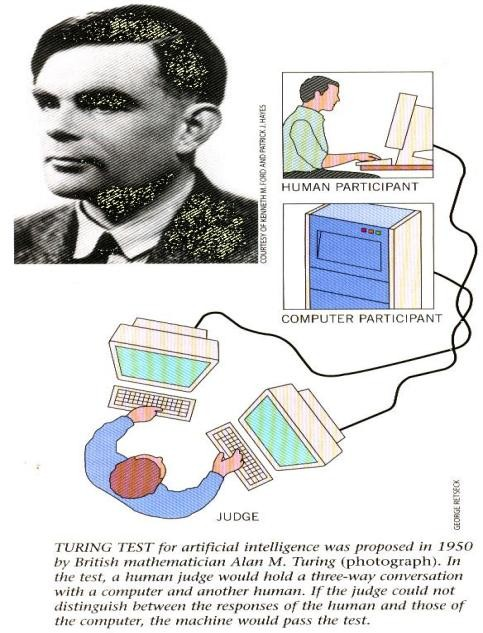 COURTESY OF KENNETH M. FORD AND PATRICK J. HAYES
HUMAN PARTICIPANT
COMPUTER PARTICIPANT
JUDGE
GEORGE RETSECK
TURING TEST for artificial intelligence was proposed in 1950
by British mathematician Alan M. Turing (photograph). In
the test, a human judge would hold a three-way conversation
with a computer and another human. If the judge could not
distinguish between the responses of the human and those of
the computer, the machine would pass the test.